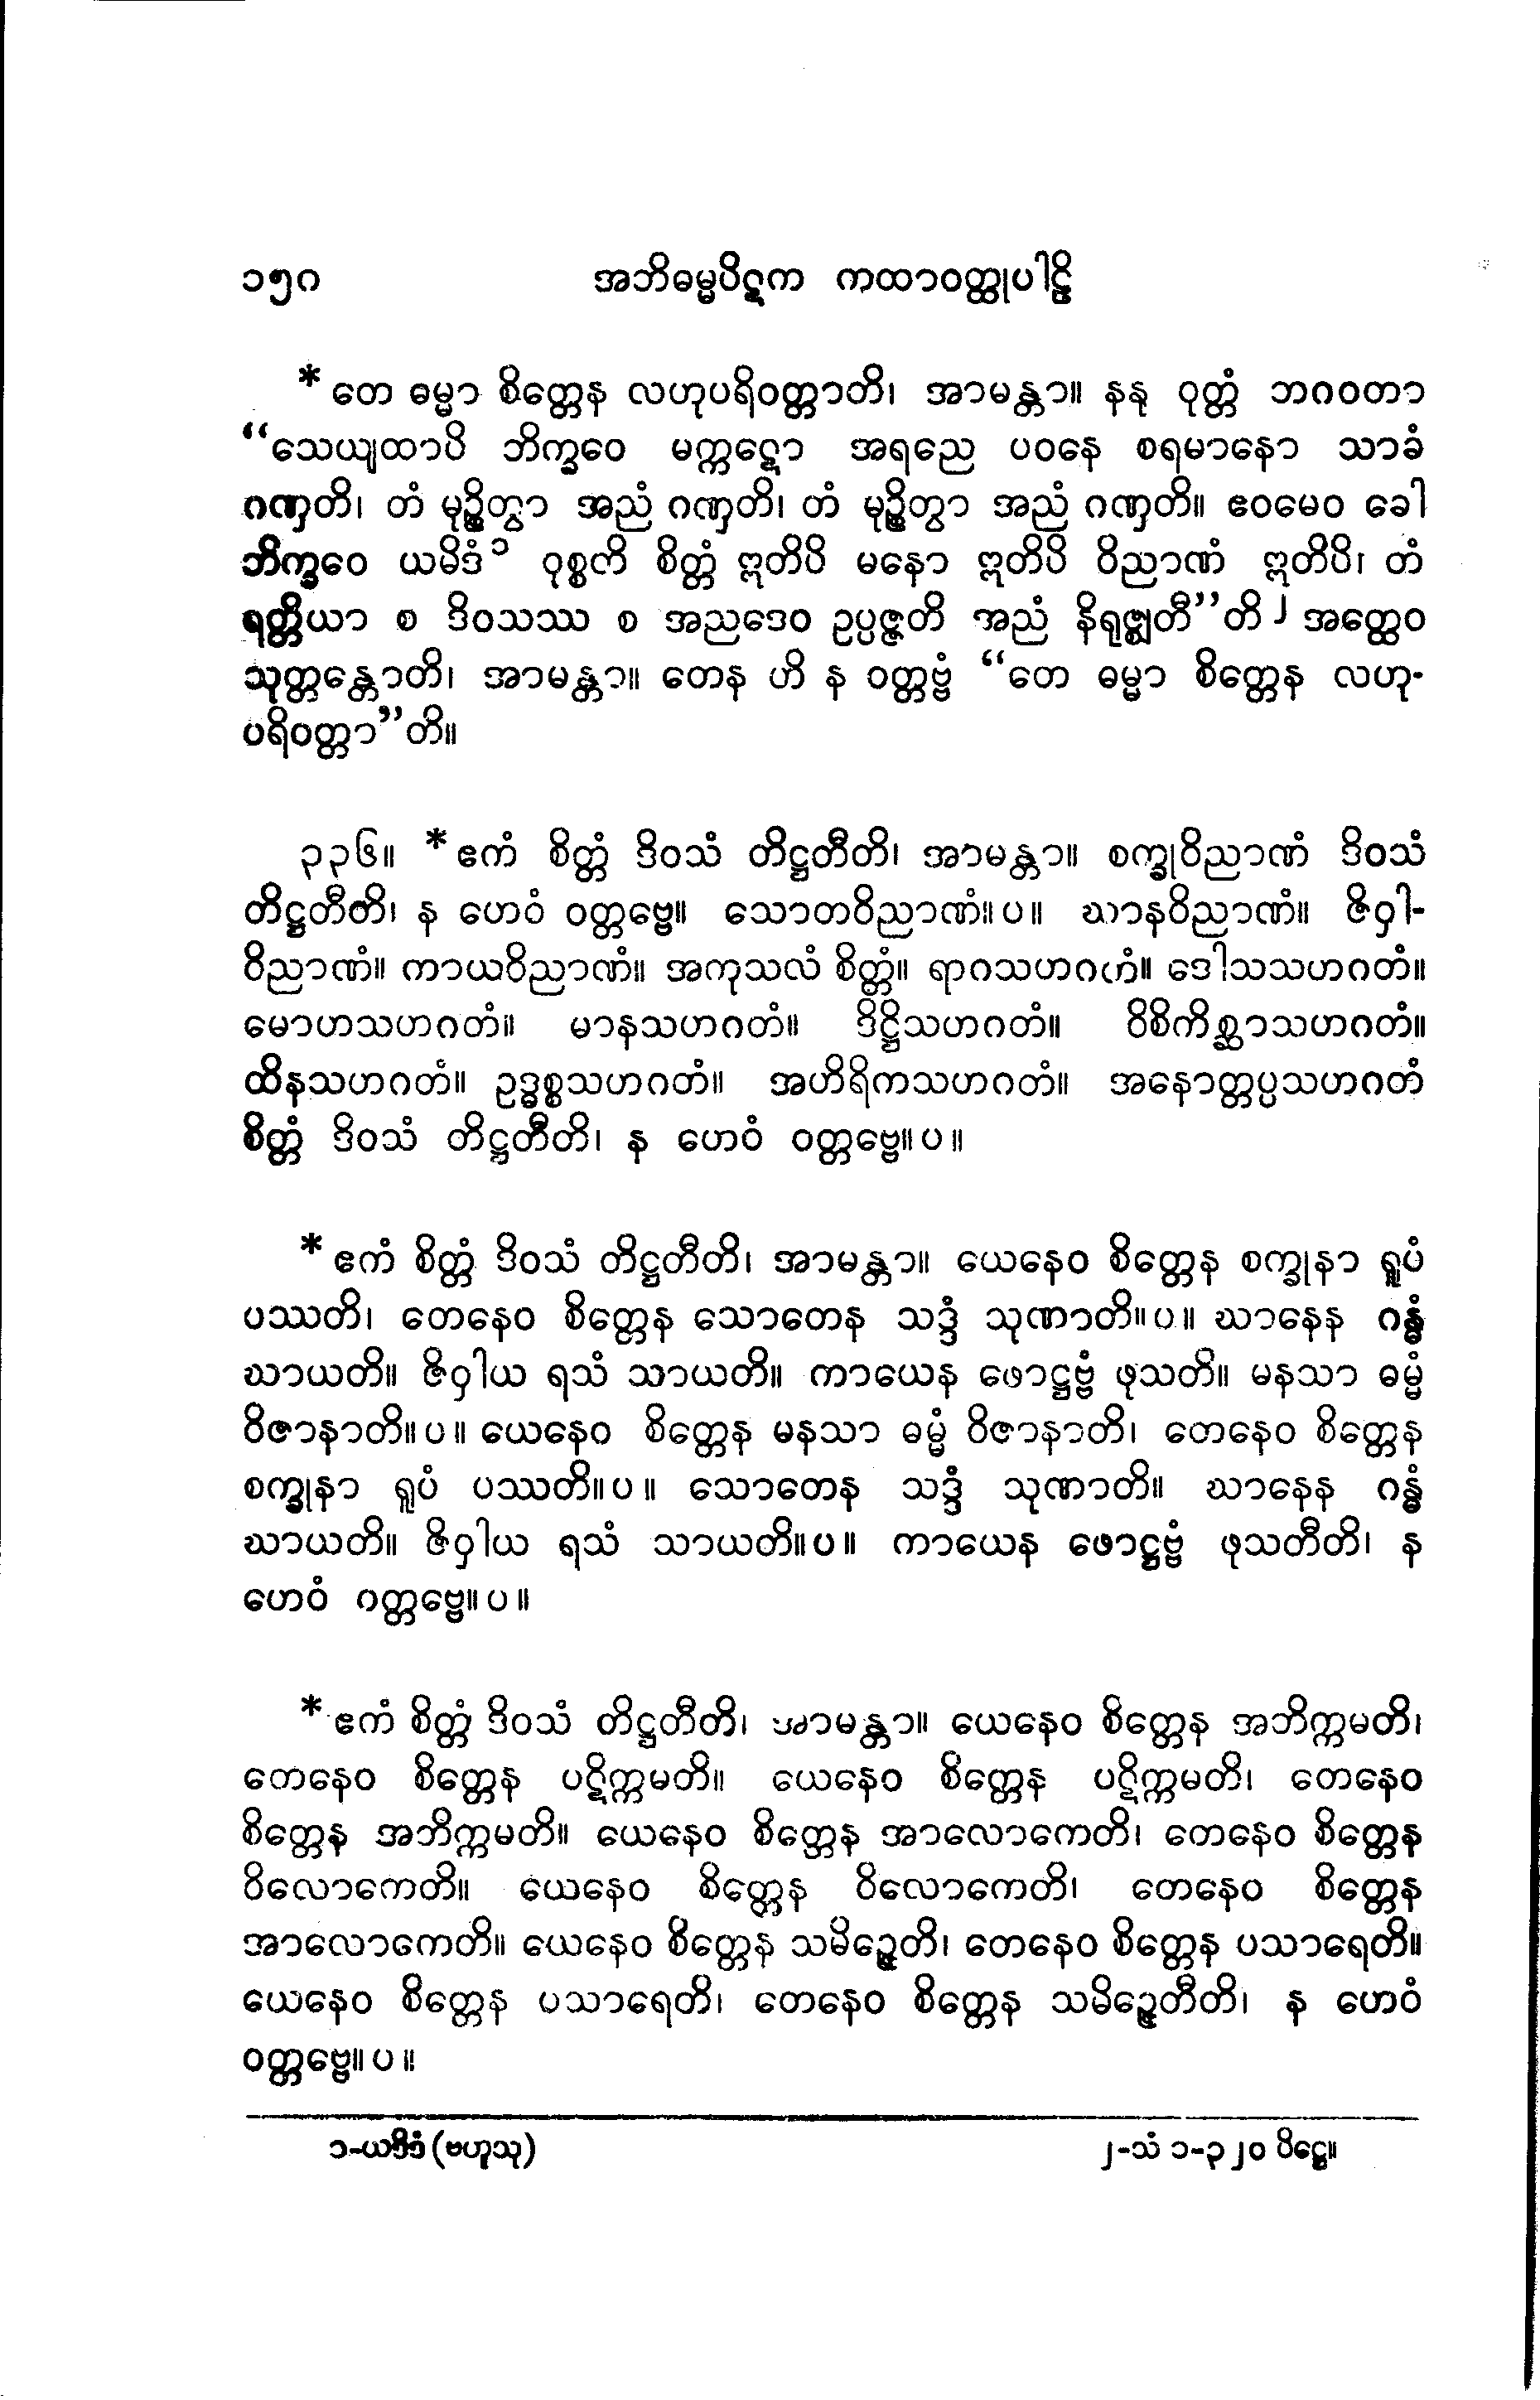 ၁၅၀ အဘိဓမ္မပိဋက ကထာဝတ္ထုပါဠိ
* တေ ဓမ္မာ စိတ္တေန လဟုပရိဝတ္တာတိ၊ အာမန္တာ။ နနု ဝုတ္တံ ဘဂဝတာ
“သေယျထာပိ ဘိက္ခဝေ မက္ကဋော အရညေ ပဝနေ စရမာနော သာခံ
ဂဏှတိ၊ တံ မုဉ္စိတွာ အညံ ဂဏှတိ၊ တံ မုဉ္စိတွာ အညံ ဂဏှတိ။ ဧဝမေဝ ခေါ
ဘိက္ခဝေ ယမိဒံ ၁ ဝုစ္စတိ စိတ္တံ ဣတိပိ မနော ဣတိပိ ဝိညာဏံ ဣတိပိ၊ တံ
ရတ္တိယာ စ ဒိဝသဿ စ အညဒေဝ ဥပ္ပဇ္ဇတိ အညံ နိရုဇ္ဈတီ”တိ ၂ အတ္ထေဝ
သုတ္တန္တောတိ၊ အာမန္တာ။ တေန ဟိ န ဝတ္တဗ္ဗံ “တေ ဓမ္မာ စိတ္တေန လဟု-
ပရိဝတ္တာ”တိ။
၃၃၆။ * ဧကံ စိတ္တံ ဒိဝသံ တိဋ္ဌတီတိ၊ အာမန္တာ။ စက္ခုဝိညာဏံ ဒိဝသံ
တိဋ္ဌတီတိ၊ န ဟေဝံ ဝတ္တဗ္ဗေ။ သောတဝိညာဏံ။ပ။ ဃာနဝိညာဏံ။ ဇိဝှါ-
ဝိညာဏံ။ ကာယဝိညာဏံ။ အကုသလံ စိတ္တံ။ ရာဂသဟဂတံ။ ဒေါသသဟဂတံ။
မောဟသဟဂတံ။ မာနသဟဂတံ။ ဒိဋ္ဌိသဟဂတံ။ ဝိစိကိစ္ဆာသဟဂတံ။
ထိနသဟဂတံ။ ဥဒ္ဓစ္စသဟဂတံ။ အဟိရိကသဟဂတံ။ အနောတ္တပ္ပသဟဂတံ
စိတ္တံ ဒိဝသံ တိဋ္ဌတီတိ၊ န ဟေဝံ ဝတ္တဗ္ဗေ။ပ။
* ဧကံ စိတ္တံ ဒိဝသံ တိဋ္ဌတီတိ၊ အာမန္တာ။ ယေနေဝ စိတ္တေန စက္ခုနာ ရူပံ
ပဿတိ၊ တေနေဝ စိတ္တေန သောတေန သဒ္ဒံ သုဏာတိ။ပ။ ဃာနေန ဂန္ဓံ
ဃာယတိ။ ဇိဝှါယ ရသံ သာယတိ။ ကာယေန ဖောဋ္ဌဗ္ဗံ ဖုသတိ။ မနသာ ဓမ္မံ
ဝိဇာနာတိ။ပ။ ယေနေဝ စိတ္တေန မနသာ ဓမ္မံ ဝိဇာနာတိ၊ တေနေဝ စိတ္တေန
စက္ခုနာ ရူပံ ပဿတိ။ပ။ သောတေန သဒ္ဒံ သုဏာတိ။ ဃာနေန ဂန္ဓံ
ဃာယတိ။ ဇိဝှါယ ရသံ သာယတိ။ပ။ ကာယေန ဖောဋ္ဌဗ္ဗံ ဖုသတီတိ၊ န
ဟေဝံ ဝတ္တဗ္ဗေ။ပ။
* ဧကံ စိတ္တံ ဒိဝသံ တိဋ္ဌတီတိ၊ အာမန္တာ။ ယေနေဝ စိတ္တေန အဘိက္ကမတိ၊
တေနေဝ စိတ္တေန ပဋိက္ကမတိ။ ယေနေဝ စိတ္တေန ပဋိက္ကမတိ၊ တေနေဝ
စိတ္တေန အဘိက္ကမတိ။ ယေနေဝ စိတ္တေန အာလောကေတိ၊ တေနေဝ စိတ္တေန
ဝိလောကေတိ။ ယေနေဝ စိတ္တေန ဝိလောကေတိ၊ တေနေဝ စိတ္တေန
အာလောကေတိ။ ယေနေဝ စိတ္တေန သမိဉ္ဇေတိ၊ တေနေဝ စိတ္တေန ပသာရေတိ။
ယေနေဝ စိတ္တေန ပသာရေတိ၊ တေနေဝ စိတ္တေန သမိဉ္ဇေတီတိ၊ န ဟေဝံ
ဝတ္တဗ္ဗေ။ပ။
၁-ယဒိဒံ (ဗဟူသု) ၂-သံ ၁-၃၂၀ ပိဋ္ဌေ။